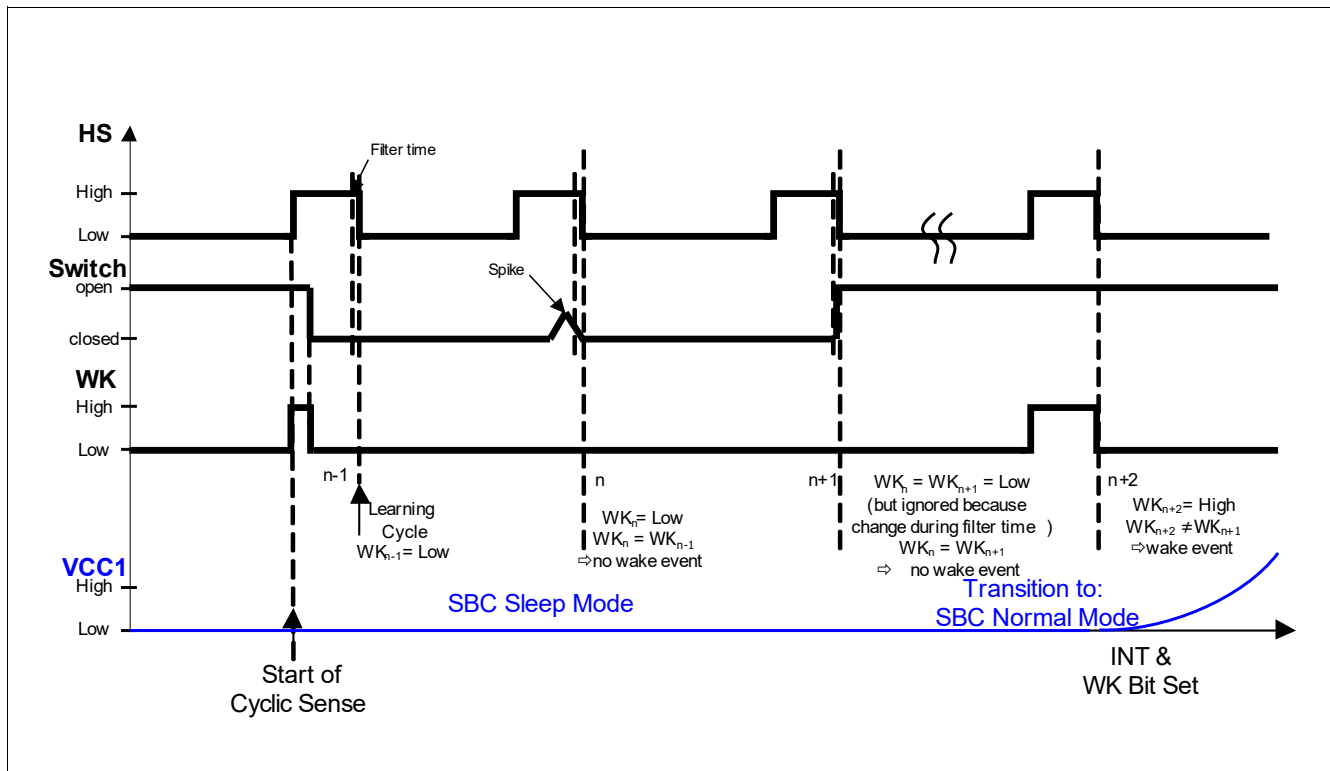 HS
Filter time
High
Low
Switch
open
Spike
closed
WK
High
Low
n-1
n
n+1
n+2
Learning
Cycle
WKn-1= Low
WKn= Low
WKn = WKn-1
⇨no wake event
WKn = WKn+1 = Low
(but ignored because
change during filter time )
WKn = WKn+1
⇨ no wake event
WKn+2= High
WKn+2 ≠WKn+1
⇨wake event
VCC1
High
Low
SBC Sleep Mode
Transition to:
SBC Normal Mode
Start of
Cyclic Sense
INT &
WK Bit Set